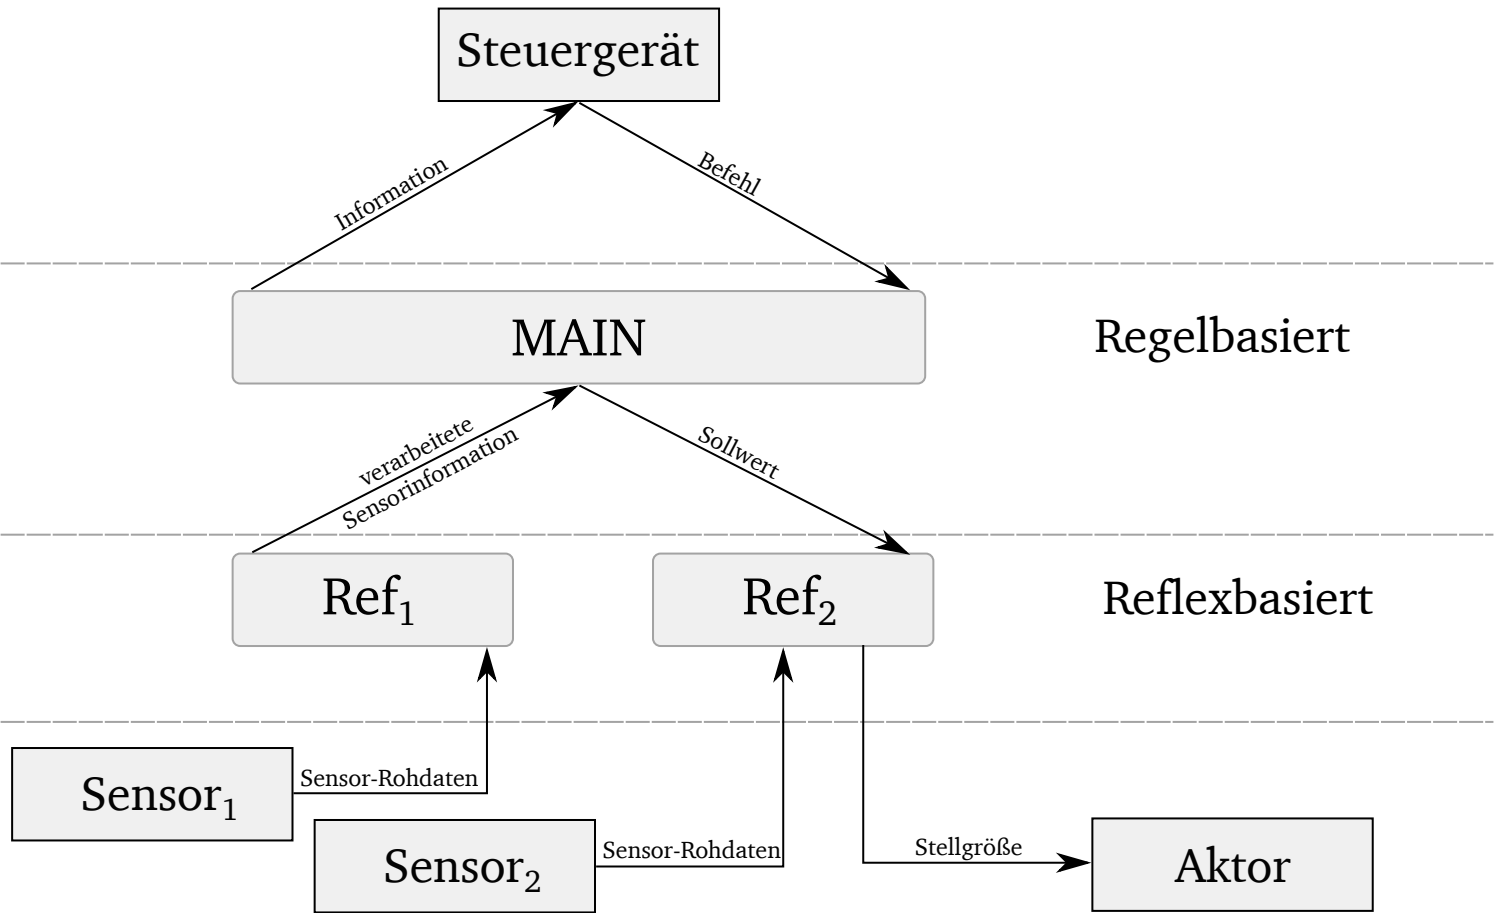 Steuergerät
Information
Befehl
MAIN
Regelbasiert
verarbeitete
Sensorinformation
Sollwert
Ref₁
Ref₂
Reflexbasiert
Sensor₁
Sensor-Rohdaten
Sensor₂
Sensor-Rohdaten
Stellgröße
Aktor